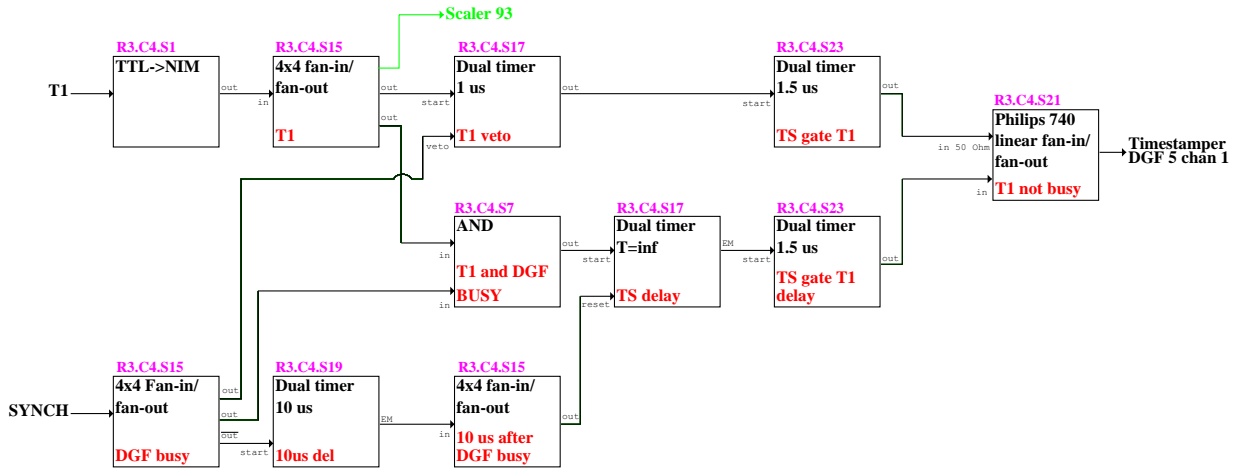 Scaler 93
R3.C4.S1
TTL->NIM
T1
out
R3.C4.S15
4x4 fan-in/
fan-out
T1
in
out
out
R3.C4.S17
Dual timer
1 us
T1 veto
start
veto
out
R3.C4.S23
Dual timer
1.5 us
TS gate T1
start
out
R3.C4.S21
Philips 740
linear fan-in/
fan-out
T1 not busy
in 50 Ohm
in
Timestamper
DGF 5 chan 1
R3.C4.S7
AND
T1 and DGF
BUSY
in
in
out
R3.C4.S17
Dual timer
T=inf
TS delay
start
reset
EM
R3.C4.S23
Dual timer
1.5 us
TS gate T1
delay
start
out
SYNCH
R3.C4.S15
4x4 Fan-in/
fan-out
DGF busy
out
out
out
R3.C4.S19
Dual timer
10 us
10us del
start
EM
R3.C4.S15
4x4 fan-in/
fan-out
10 us after
DGF busy
in
out